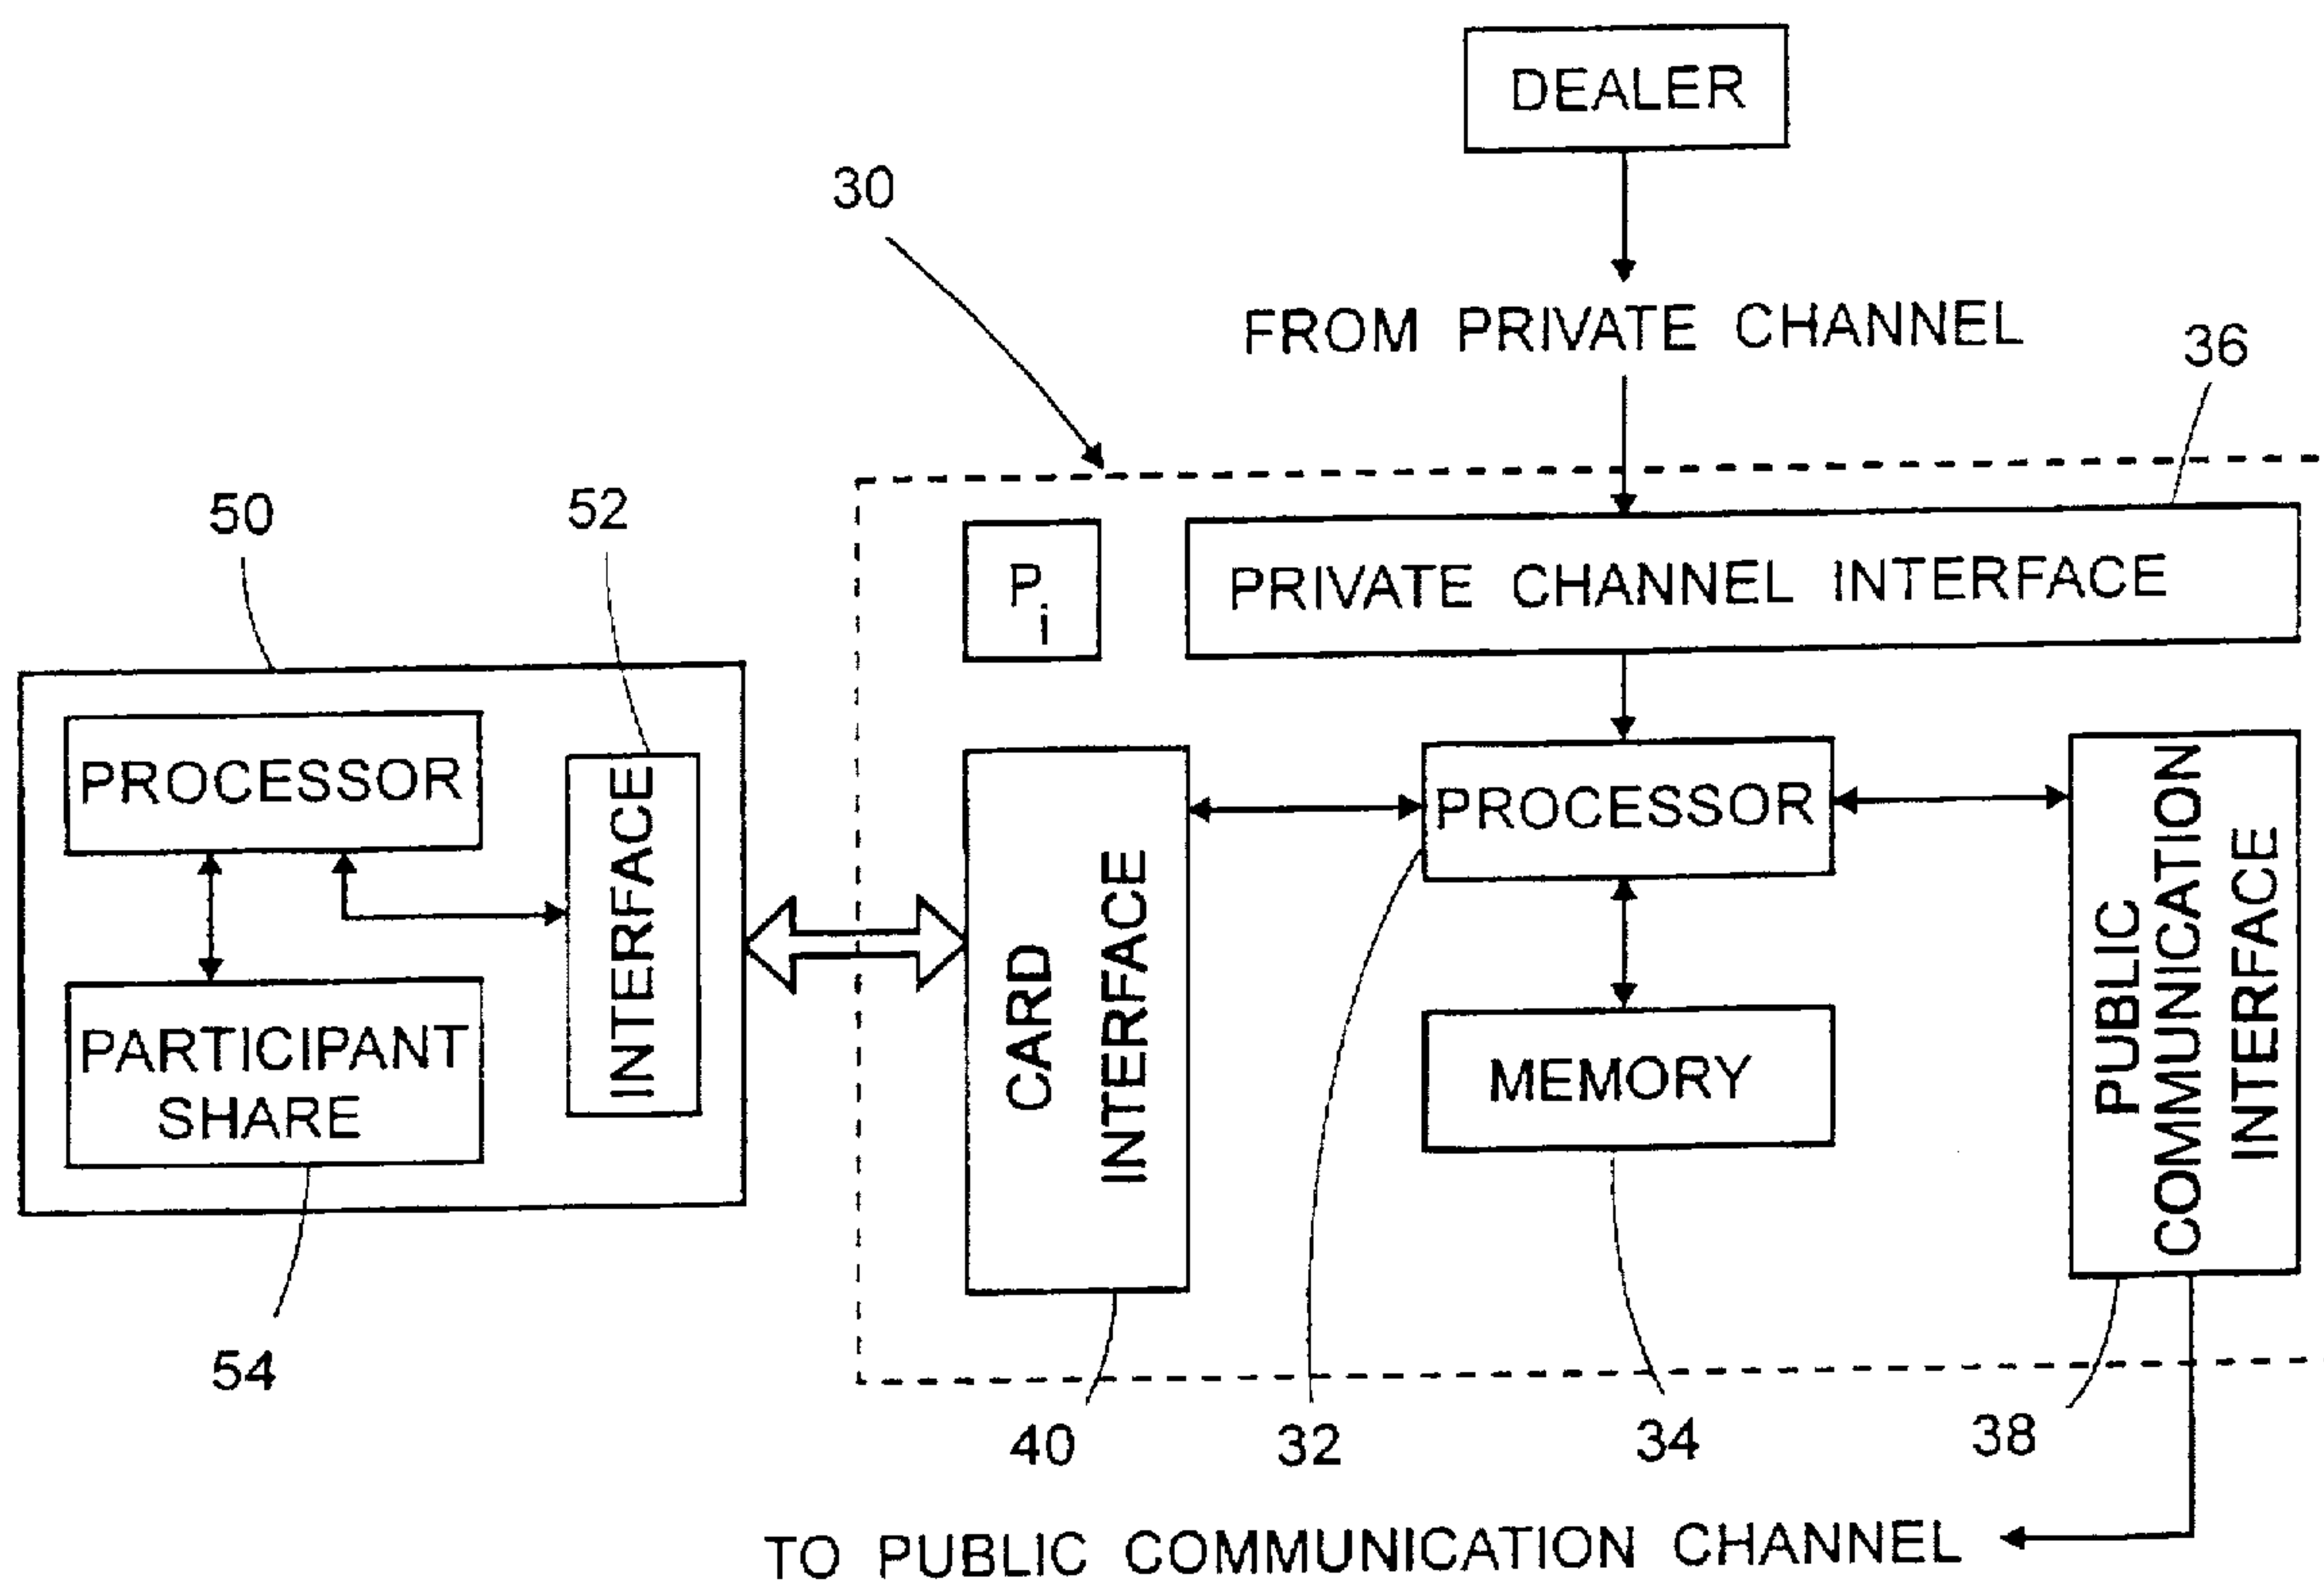 DEALER
30
FROM PRIVATE CHANNEL
36
50
52
P
i
PRIVATE CHANNEL INTERFACE
PROCESSOR
INTERFACE
PARTICIPANT
SHARE
54
CARD
INTERFACE
PROCESSOR
MEMORY
PUBLIC
COMMUNICATION
INTERFACE
40
32
34
38
TO PUBLIC COMMUNICATION CHANNEL